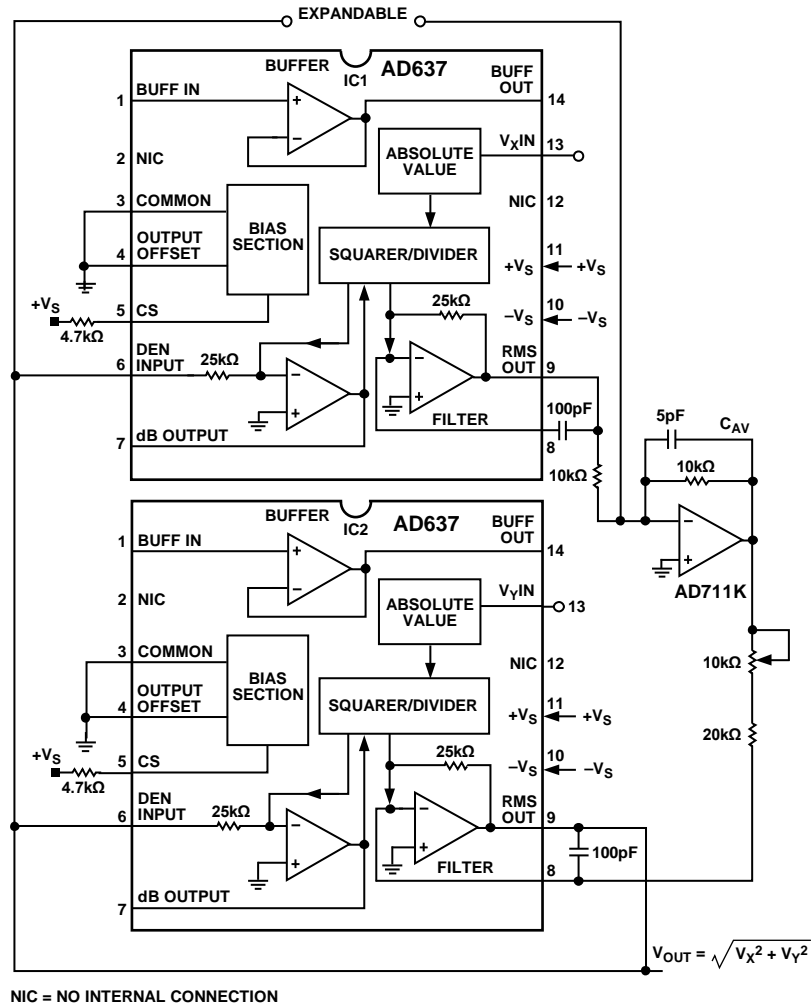 EXPANDABLE
BUFFER
IC1
AD637
BUFF OUT
1
BUFF IN
+
−
14
2
NIC
ABSOLUTE VALUE
VXIN
13
3
COMMON
NIC
12
4
OUTPUT OFFSET
BIAS SECTION
SQUARER/DIVIDER
11
+VS
+VS
+VS
4.7kΩ
5
CS
25kΩ
10
−VS
−VS
6
DEN INPUT
25kΩ
−
+
−
+
RMS OUT
9
7
dB OUTPUT
FILTER
100pF
8
10kΩ
5pF
CAV
10kΩ
−
+
AD711K
BUFFER
IC2
AD637
BUFF OUT
1
BUFF IN
+
−
14
2
NIC
ABSOLUTE VALUE
VYIN
13
3
COMMON
NIC
12
10kΩ
4
OUTPUT OFFSET
BIAS SECTION
SQUARER/DIVIDER
11
+VS
+VS
20kΩ
+VS
4.7kΩ
5
CS
25kΩ
10
−VS
−VS
6
DEN INPUT
25kΩ
−
+
−
+
RMS OUT
9
100pF
7
dB OUTPUT
FILTER
8
VOUT = √VX² + VY²
NIC = NO INTERNAL CONNECTION